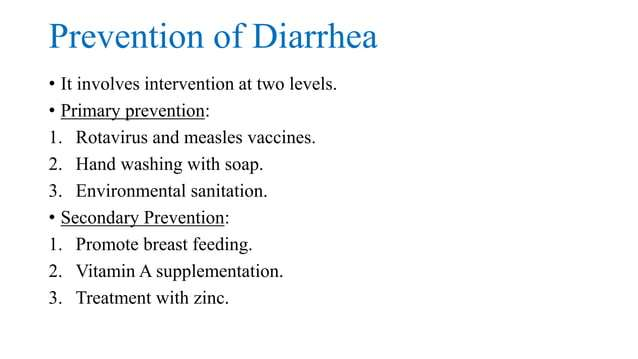 Prevention of Diarrhea
• It involves intervention at two levels.
• Primary prevention:
1. Rotavirus and measles vaccines.
2. Hand washing with soap.
3. Environmental sanitation.
• Secondary Prevention:
1. Promote breast feeding.
2. Vitamin A supplementation.
3. Treatment with zinc.